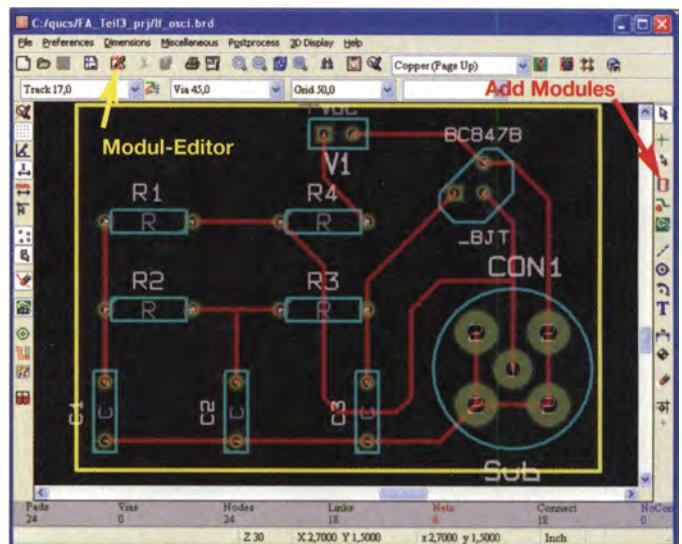 C:/qucs/FA_Teil3_prj/lf_osci.brd
File Preferences Dimensions Miscellaneous Postprocess 3D Display Help
Copper (Page Up)
Track 17,0 Via 45,0 Grid 50,0
Add Modules
Modul-Editor
V1
BC847B
R1 R4
R R
_BJT
CON1
R2 R3
R R
C1 C C2 C C3 C
Sub
Pads Vias Nodes Links Nets Connect NoCon
24 0 24 18 6 18 0
Z 30 X 2,7000 Y 1,5000 x 2,7000 y 1,5000 Inch